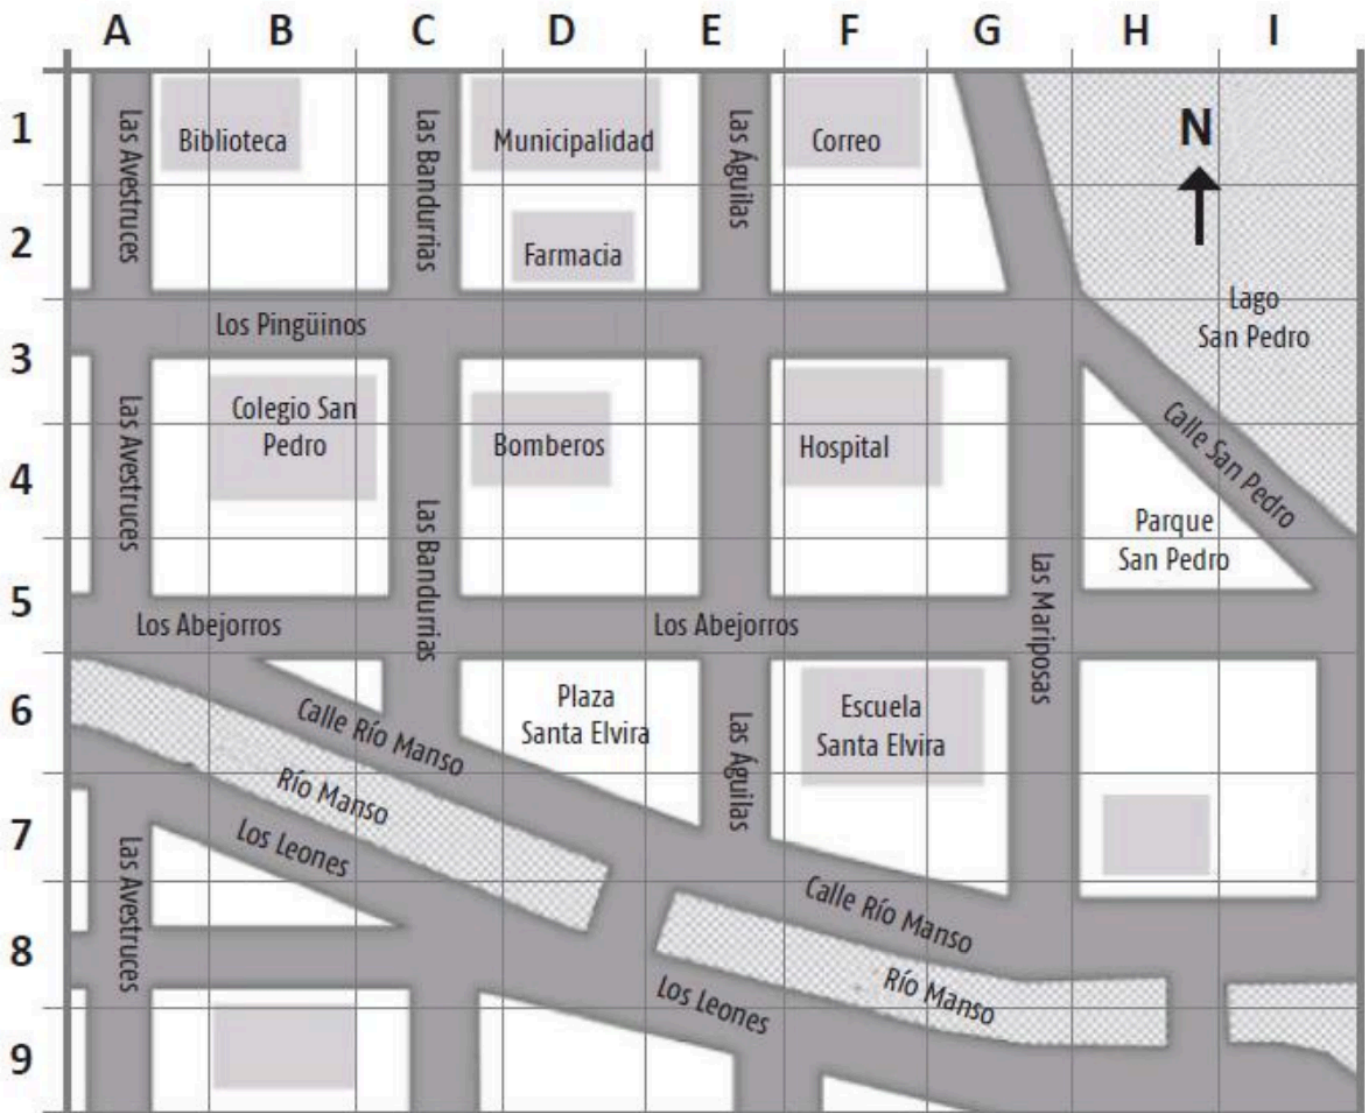 A B C D E F G H I
1
Biblioteca
Municipalidad
Correo
N
Las Avestruces
Las Bandurrias
Las Águilas
2
Farmacia
Lago
San Pedro
Los Pingüinos
3
Colegio San
Pedro
Bomberos
Hospital
Las Avestruces
Calle San Pedro
4
Las Bandurrias
Parque
San Pedro
5
Los Abejorros
Los Abejorros
Las Mariposas
6
Plaza
Santa Elvira
Escuela
Santa Elvira
Calle Río Manso
Las Águilas
Río Manso
7
Los Leones
Las Avestruces
Calle Río Manso
8
Río Manso
Los Leones
9